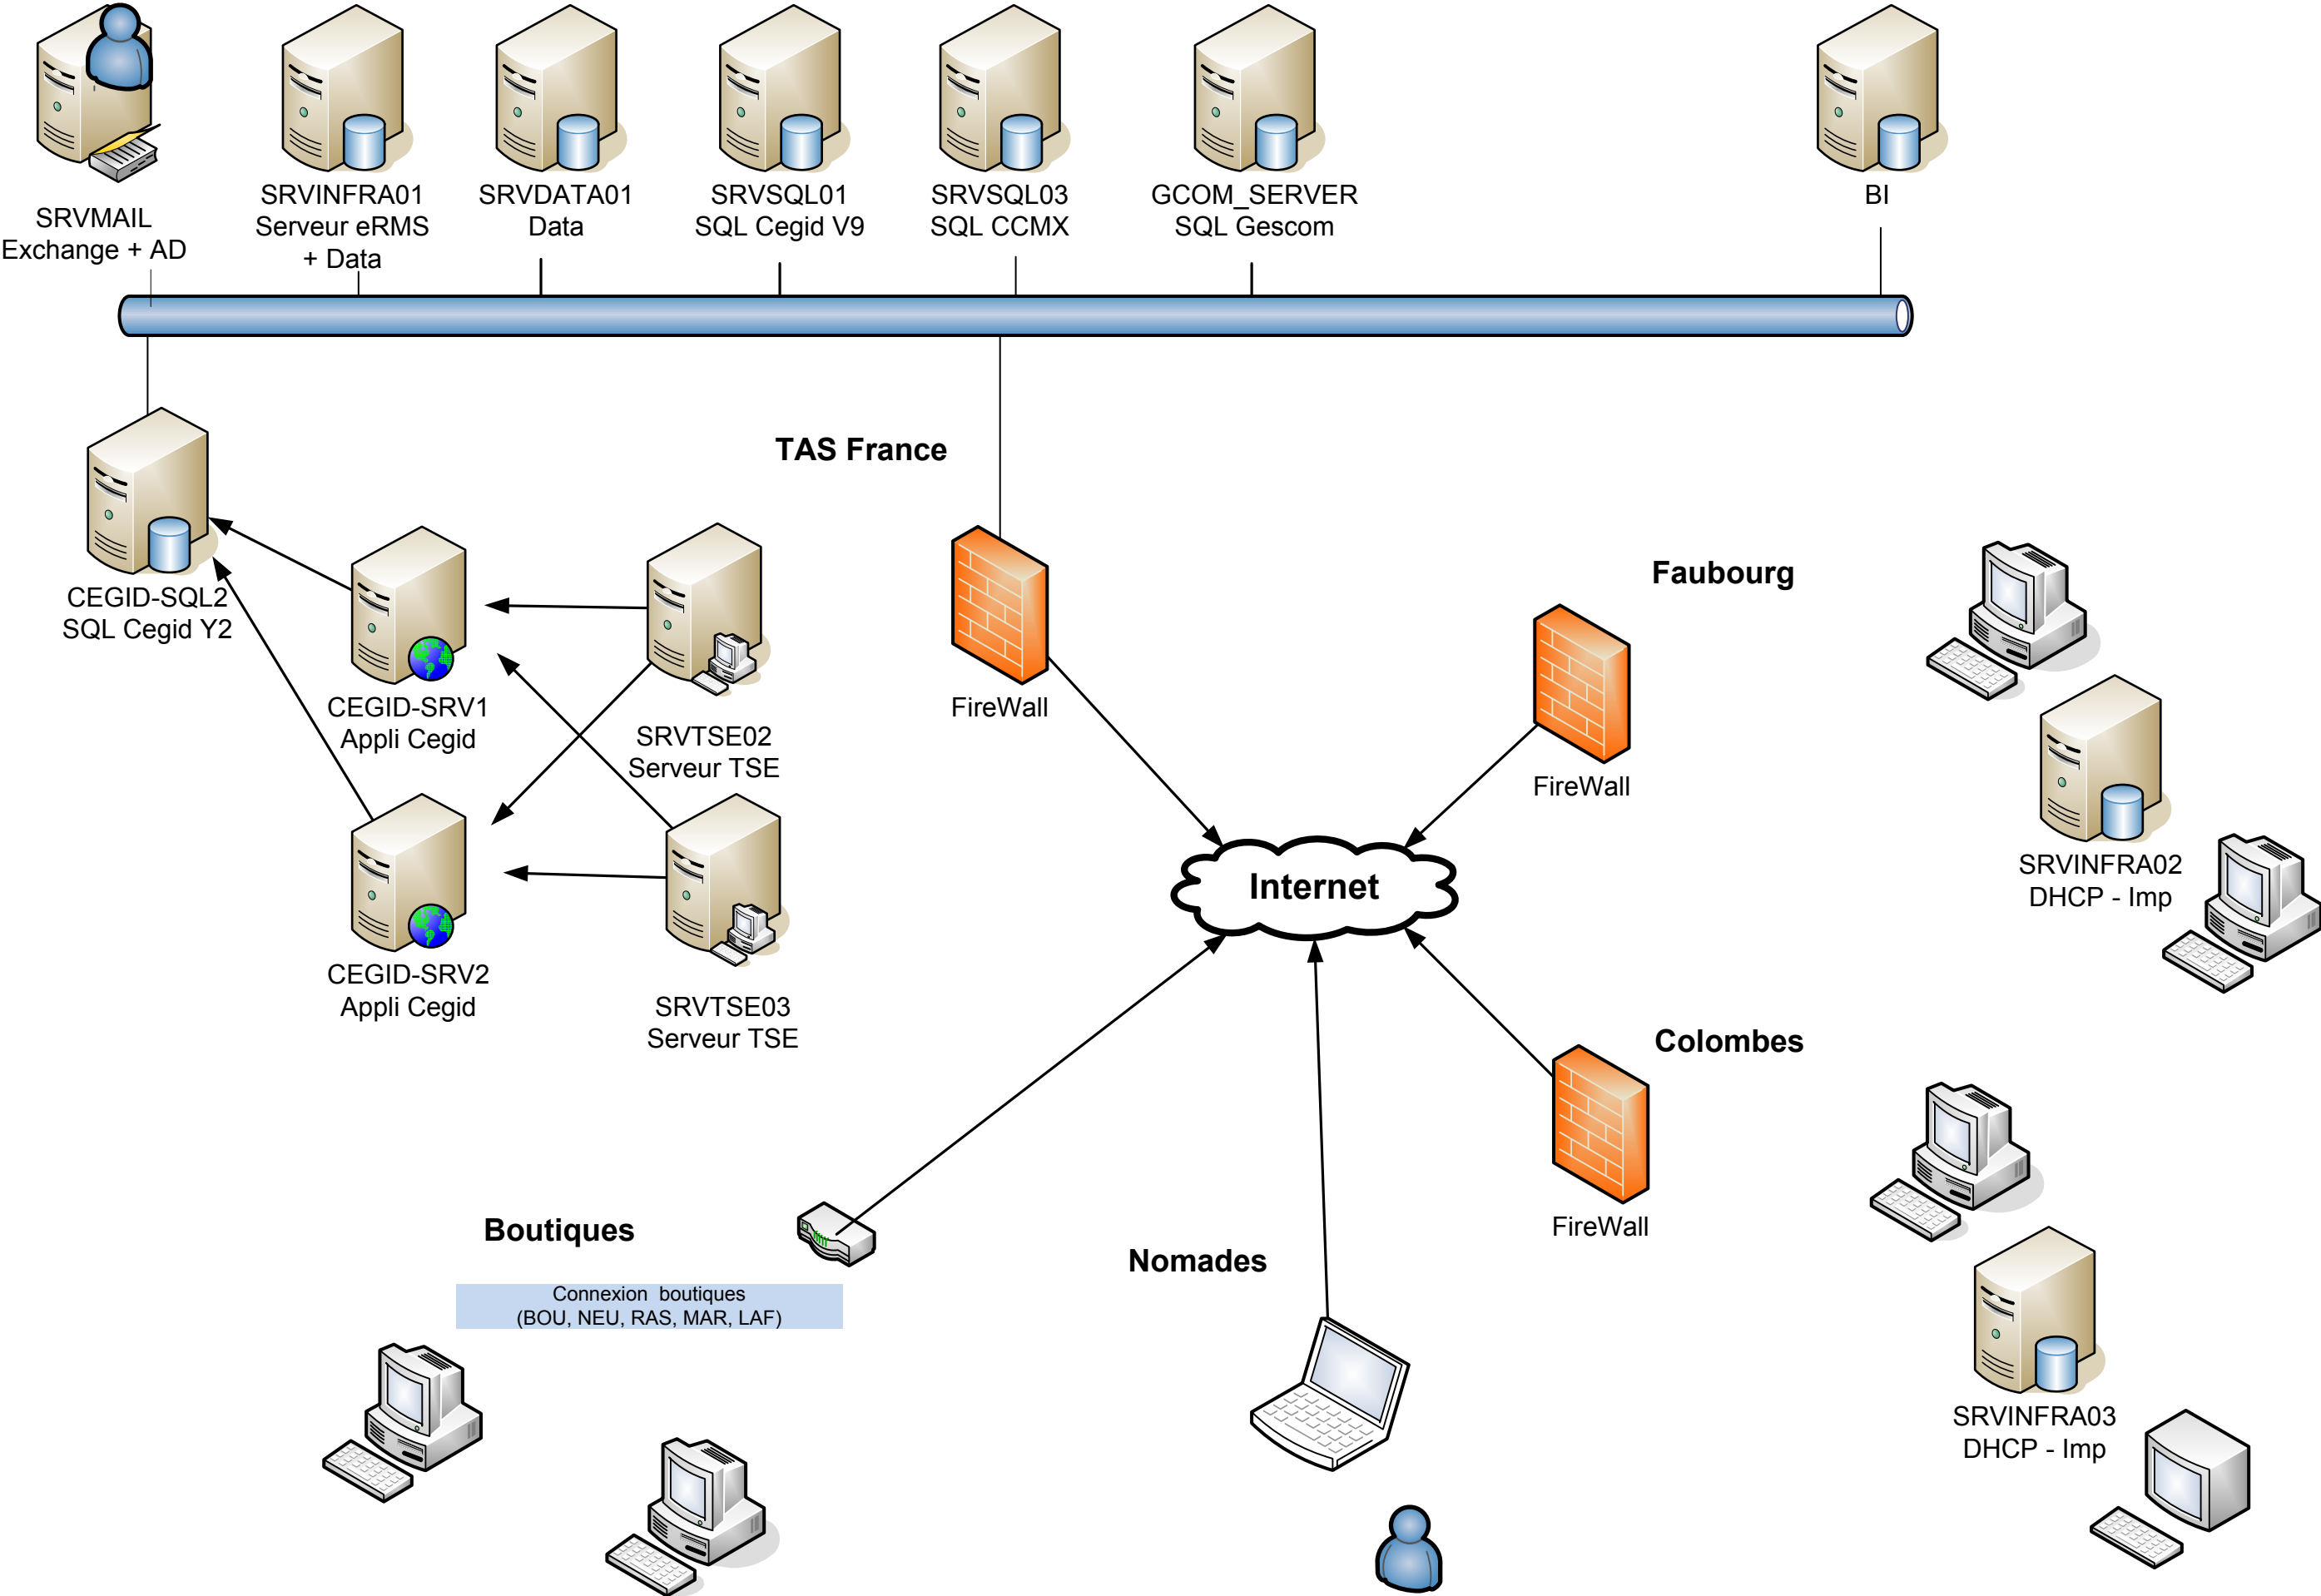 SRVMAIL
Exchange + AD
SRVINFRA01
Serveur eRMS
+ Data
SRVDATA01
Data
SRVSQL01
SQL Cegid V9
SRVSQL03
SQL CCMX
GCOM_SERVER
SQL Gescom
BI
TAS France
CEGID-SQL2
SQL Cegid Y2
CEGID-SRV1
Appli Cegid
SRVTSE02
Serveur TSE
FireWall
Faubourg
FireWall
SRVINFRA02
DHCP - Imp
Internet
CEGID-SRV2
Appli Cegid
SRVTSE03
Serveur TSE
Colombes
FireWall
Boutiques
Connexion boutiques
(BOU, NEU, RAS, MAR, LAF)
Nomades
SRVINFRA03
DHCP - Imp